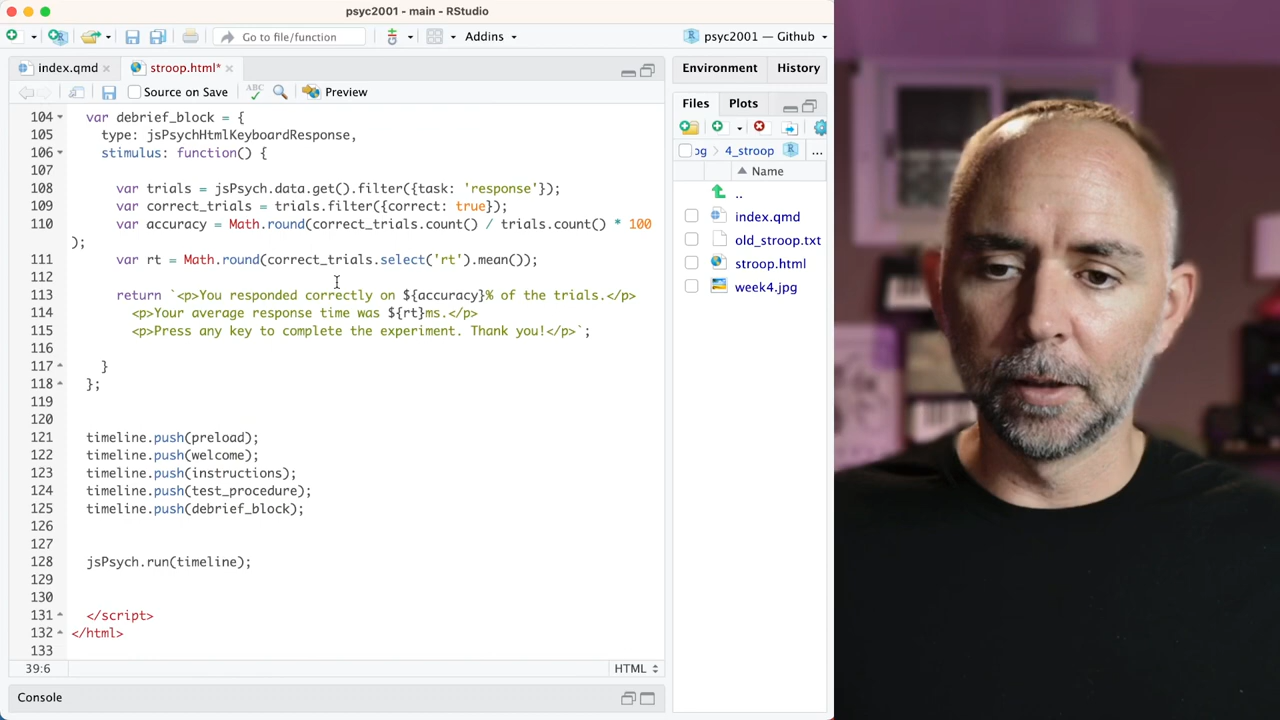 psyc2001 - main - RStudio
Go to file/function
Addins
psyc2001 — Github
index.qmd
stroop.html*
Source on Save
ABC
Preview
104 var debrief_block = {
105 type: jsPsychHtmlKeyboardResponse,
106 stimulus: function() {
107
108 var trials = jsPsych.data.get().filter({task: 'response'});
109 var correct_trials = trials.filter({correct: true});
110 var accuracy = Math.round(correct_trials.count() / trials.count() * 100
);
111 var rt = Math.round(correct_trials.select('rt').mean());
112
113 return `<p>You responded correctly on ${accuracy}% of the trials.</p>
114 <p>Your average response time was ${rt}ms.</p>
115 <p>Press any key to complete the experiment. Thank you!</p>`;
116
117 }
118 };
119
120
121 timeline.push(preload);
122 timeline.push(welcome);
123 timeline.push(instructions);
124 timeline.push(test_procedure);
125 timeline.push(debrief_block);
126
127
128 jsPsych.run(timeline);
129
130
131 </script>
132 </html>
133
39:6
HTML
Console
Environment
History
Files
Plots
og > 4_stroop R ...
Name
..
index.qmd
old_stroop.txt
stroop.html
week4.jpg